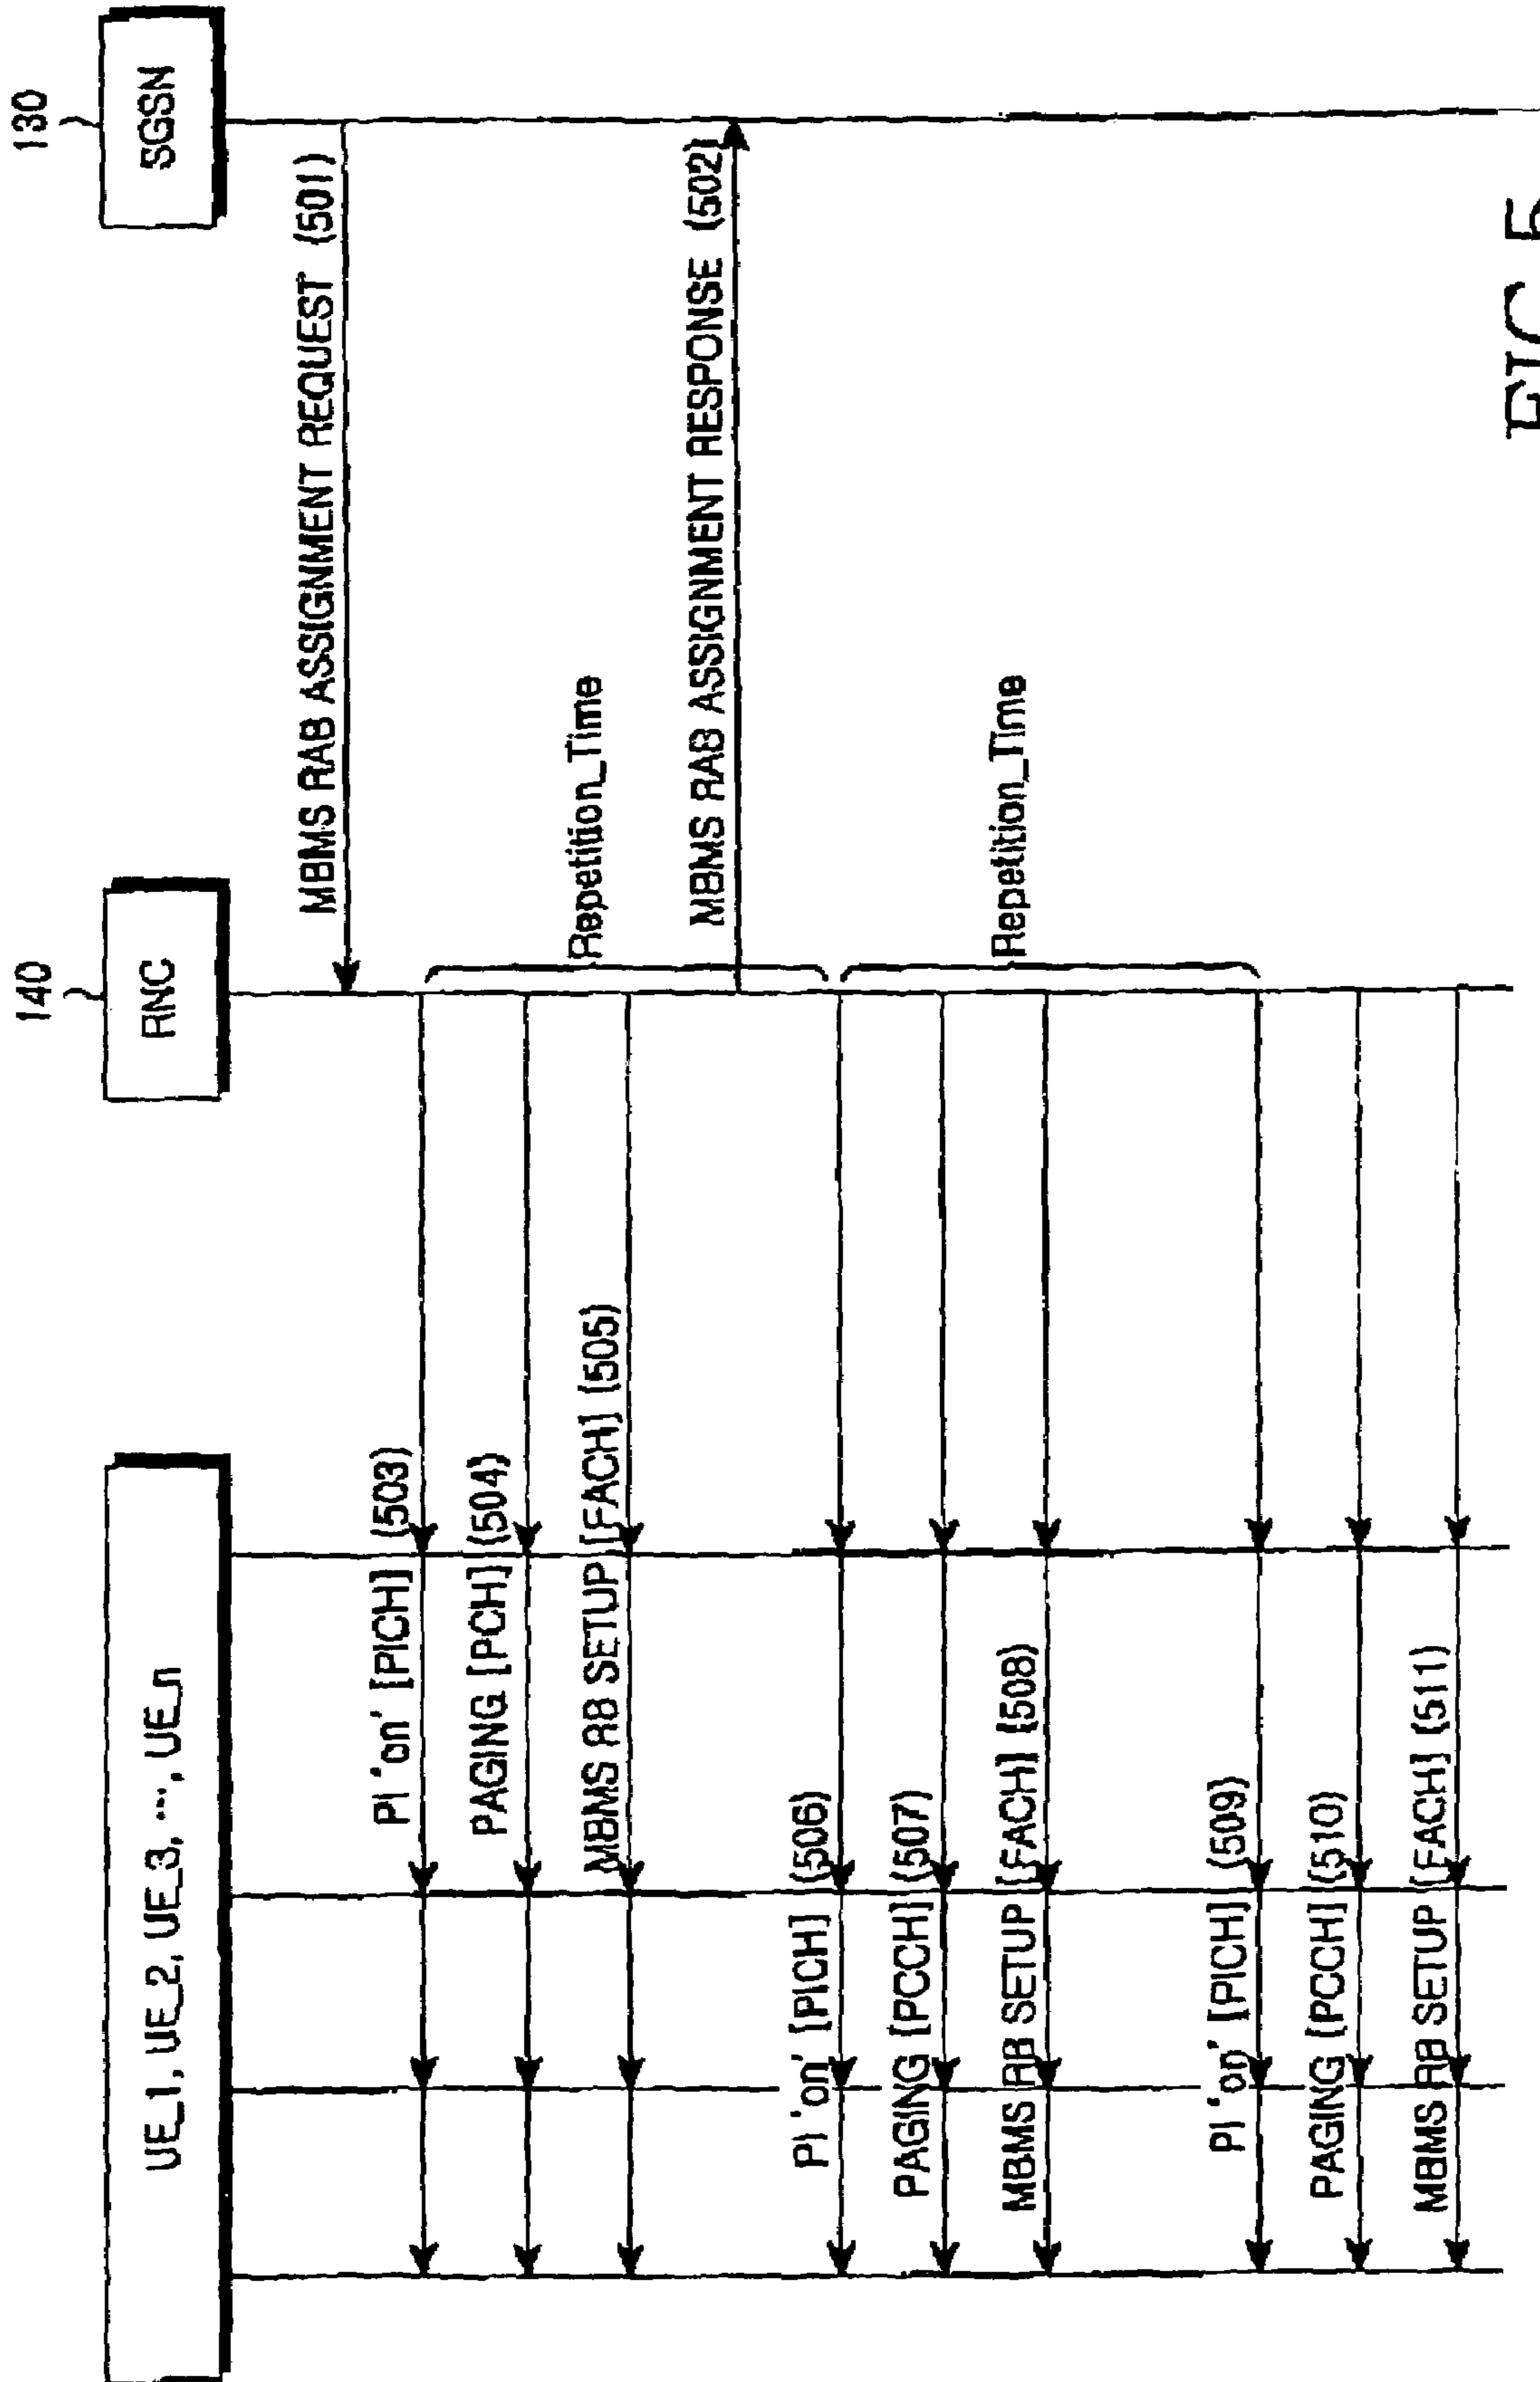 UE_1, UE_2, UE_3, ···, UE_n
140
RNC
130
SGSN
MBMS RAB ASSIGNMENT REQUEST (501)
PI 'on' [PICH] (503)
PAGING [PCH] (504)
MBMS RB SETUP [FACH] (505)
Repetition_Time
MBMS RAB ASSIGNMENT RESPONSE (502)
PI 'on' [PICH] (506)
PAGING [PCCH] (507)
MBMS RB SETUP [FACH] (508)
Repetition_Time
PI 'on' [PICH] (509)
PAGING [PCCH] (510)
MBMS RB SETUP [FACH] (511)
FIG. 5